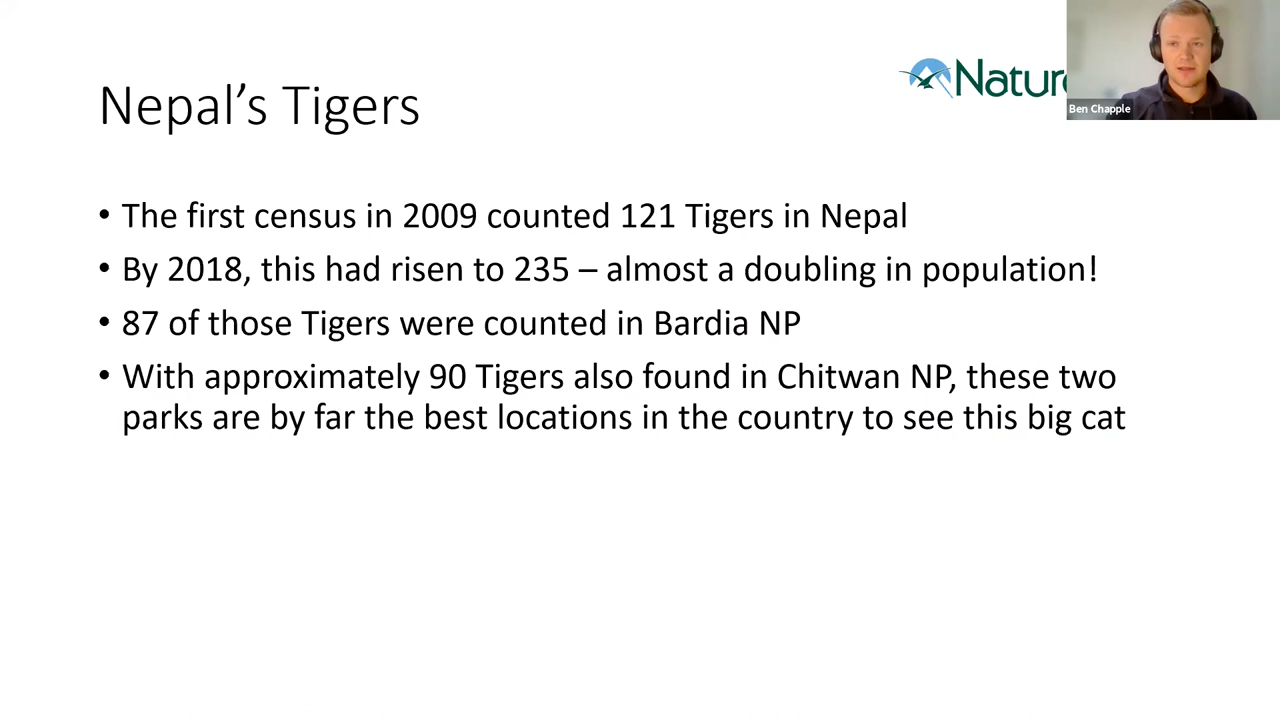 Nepal’s Tigers
Nature
Ben Chapple
• The first census in 2009 counted 121 Tigers in Nepal
• By 2018, this had risen to 235 – almost a doubling in population!
• 87 of those Tigers were counted in Bardia NP
• With approximately 90 Tigers also found in Chitwan NP, these two
parks are by far the best locations in the country to see this big cat